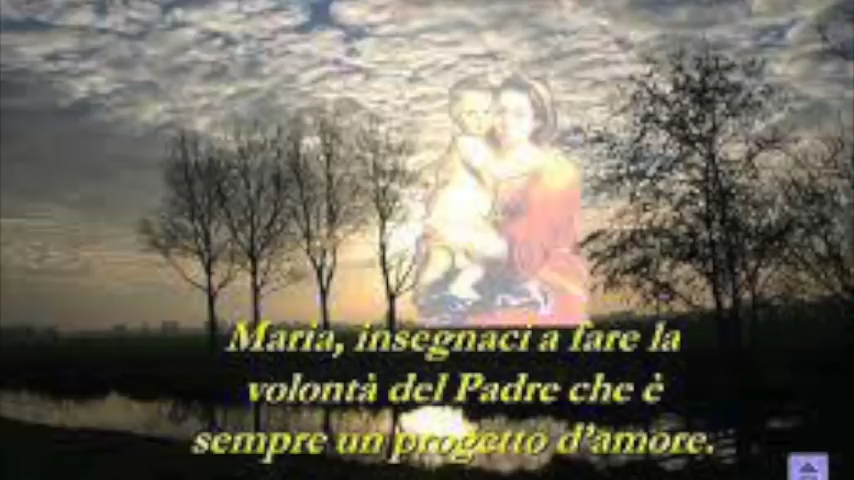 Maria, insegnaci a fare la
volontà del Padre che è
sempre un progetto d'amore.